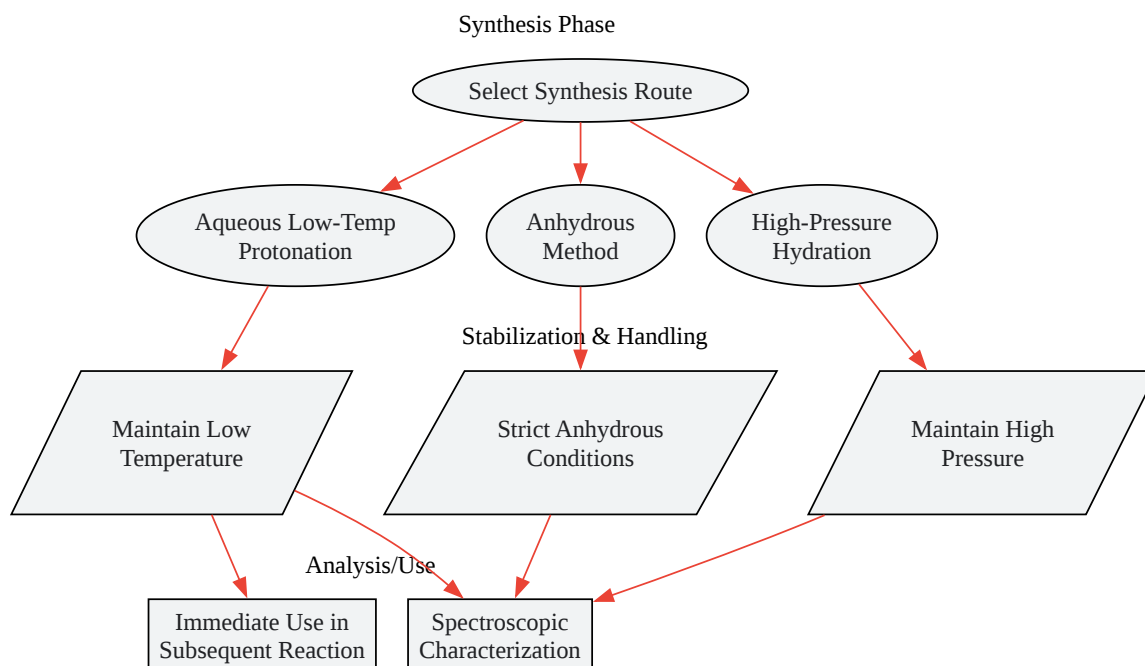 Synthesis Phase
Select Synthesis Route
Aqueous Low-Temp
Protonation
Anhydrous
Method
High-Pressure
Hydration
Stabilization & Handling
Maintain Low
Temperature
Strict Anhydrous
Conditions
Maintain High
Pressure
Analysis/Use
Immediate Use in
Subsequent Reaction
Spectroscopic
Characterization